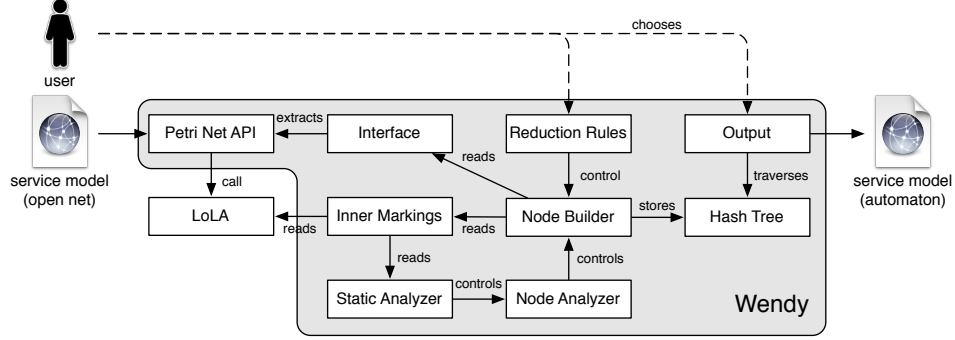 chooses
user
Petri Net API
extracts
Interface
Reduction Rules
Output
reads
service model
(open net)
call
control
traverses
service model
(automaton)
LoLA
reads
Inner Markings
reads
Node Builder
stores
Hash Tree
reads
controls
controls
Static Analyzer
Node Analyzer
Wendy